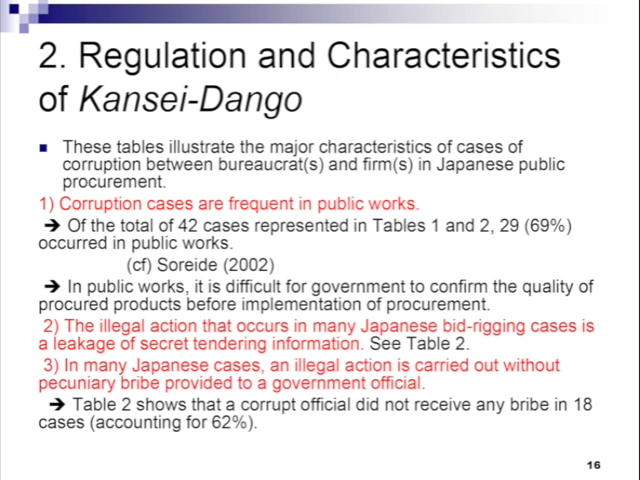 2. Regulation and Characteristics
of Kansei-Dango
■ These tables illustrate the major characteristics of cases of
corruption between bureaucrat(s) and firm(s) in Japanese public
procurement.
1) Corruption cases are frequent in public works.
➔ Of the total of 42 cases represented in Tables 1 and 2, 29 (69%)
occurred in public works.
(cf) Soreide (2002)
➔ In public works, it is difficult for government to confirm the quality of
procured products before implementation of procurement.
2) The illegal action that occurs in many Japanese bid-rigging cases is
a leakage of secret tendering information. See Table 2.
3) In many Japanese cases, an illegal action is carried out without
pecuniary bribe provided to a government official.
➔ Table 2 shows that a corrupt official did not receive any bribe in 18
cases (accounting for 62%).
16